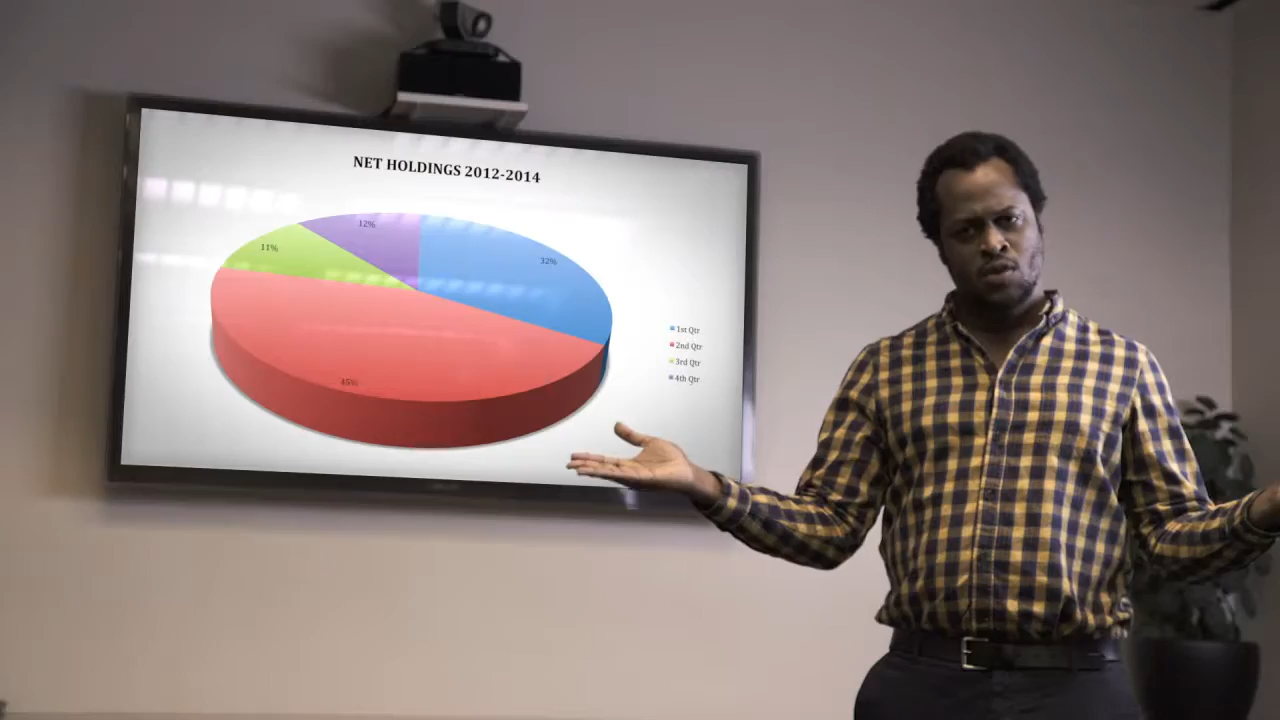 NET HOLDINGS 2012-2014
12%
11%
32%
45%
1st Qtr
2nd Qtr
3rd Qtr
4th Qtr